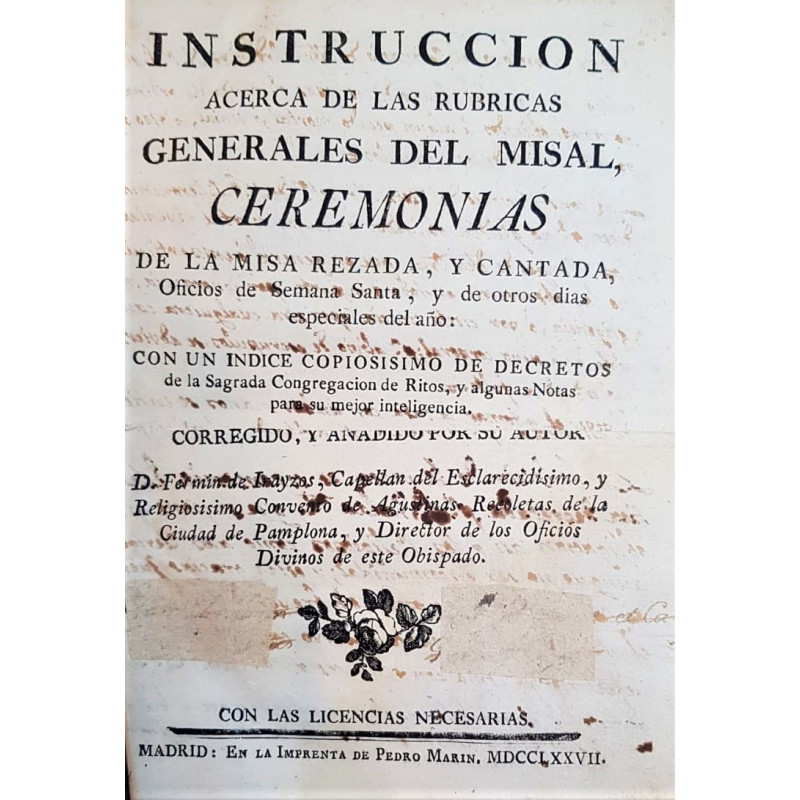 INSTRUCCION
ACERCA DE LAS RUBRICAS
GENERALES DEL MISAL,
CEREMONIAS
DE LA MISA REZADA, Y CANTADA,
Oficios de Semana Santa, y de otros dias
especiales del año:
CON UN INDICE COPIOSISIMO DE DECRETOS
de la Sagrada Congregacion de Ritos, y algunas Notas
para su mejor inteligencia.
CORREGIDO, Y AÑADIDO POR SU AUTOR
D. Fermin de Irayzos, Capellan del Esclarecidisimo, y
Religiosisimo Convento de Agustinas Recoletas de la
Ciudad de Pamplona, y Director de los Oficios
Divinos de este Obispado.
CON LAS LICENCIAS NECESARIAS.
MADRID: EN LA IMPRENTA DE PEDRO MARIN. MDCCLXXVII.